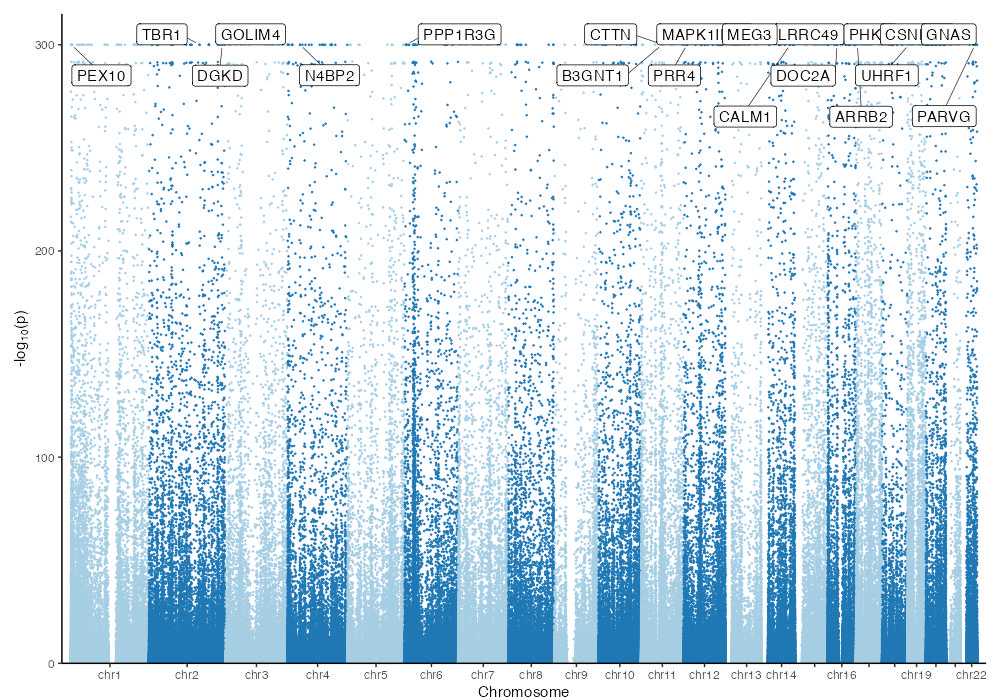 TBR1 GOLIM4 PPP1R3G CTTN MEG3 LRRC49 GNAS
PEX10 DGKD N4BP2 B3GNT1 PRR4 DOC2A UHRF1
CALM1 ARRB2 PARVG
300
200
100
0
-log10(p)
chr1 chr2 chr3 chr4 chr5 chr6 chr7 chr8 chr9 chr10 chr11 chr12 chr13 chr14 chr16 chr17 chr19 chr22
Chromosome